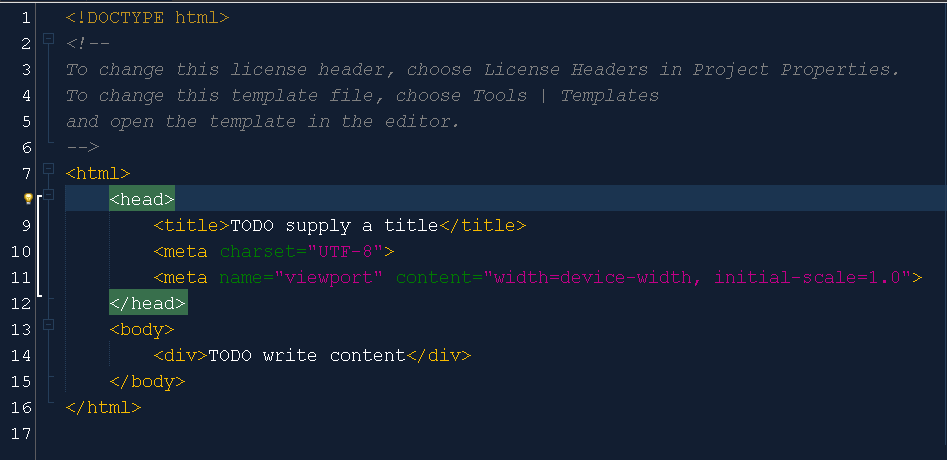 1 <!DOCTYPE html>
2 <!--
3 To change this license header, choose License Headers in Project Properties.
4 To change this template file, choose Tools | Templates
5 and open the template in the editor.
6 -->
7 <html>
<head>
9 <title>TODO supply a title</title>
10 <meta charset="UTF-8">
11 <meta name="viewport" content="width=device-width, initial-scale=1.0">
12 </head>
13 <body>
14 <div>TODO write content</div>
15 </body>
16 </html>
17